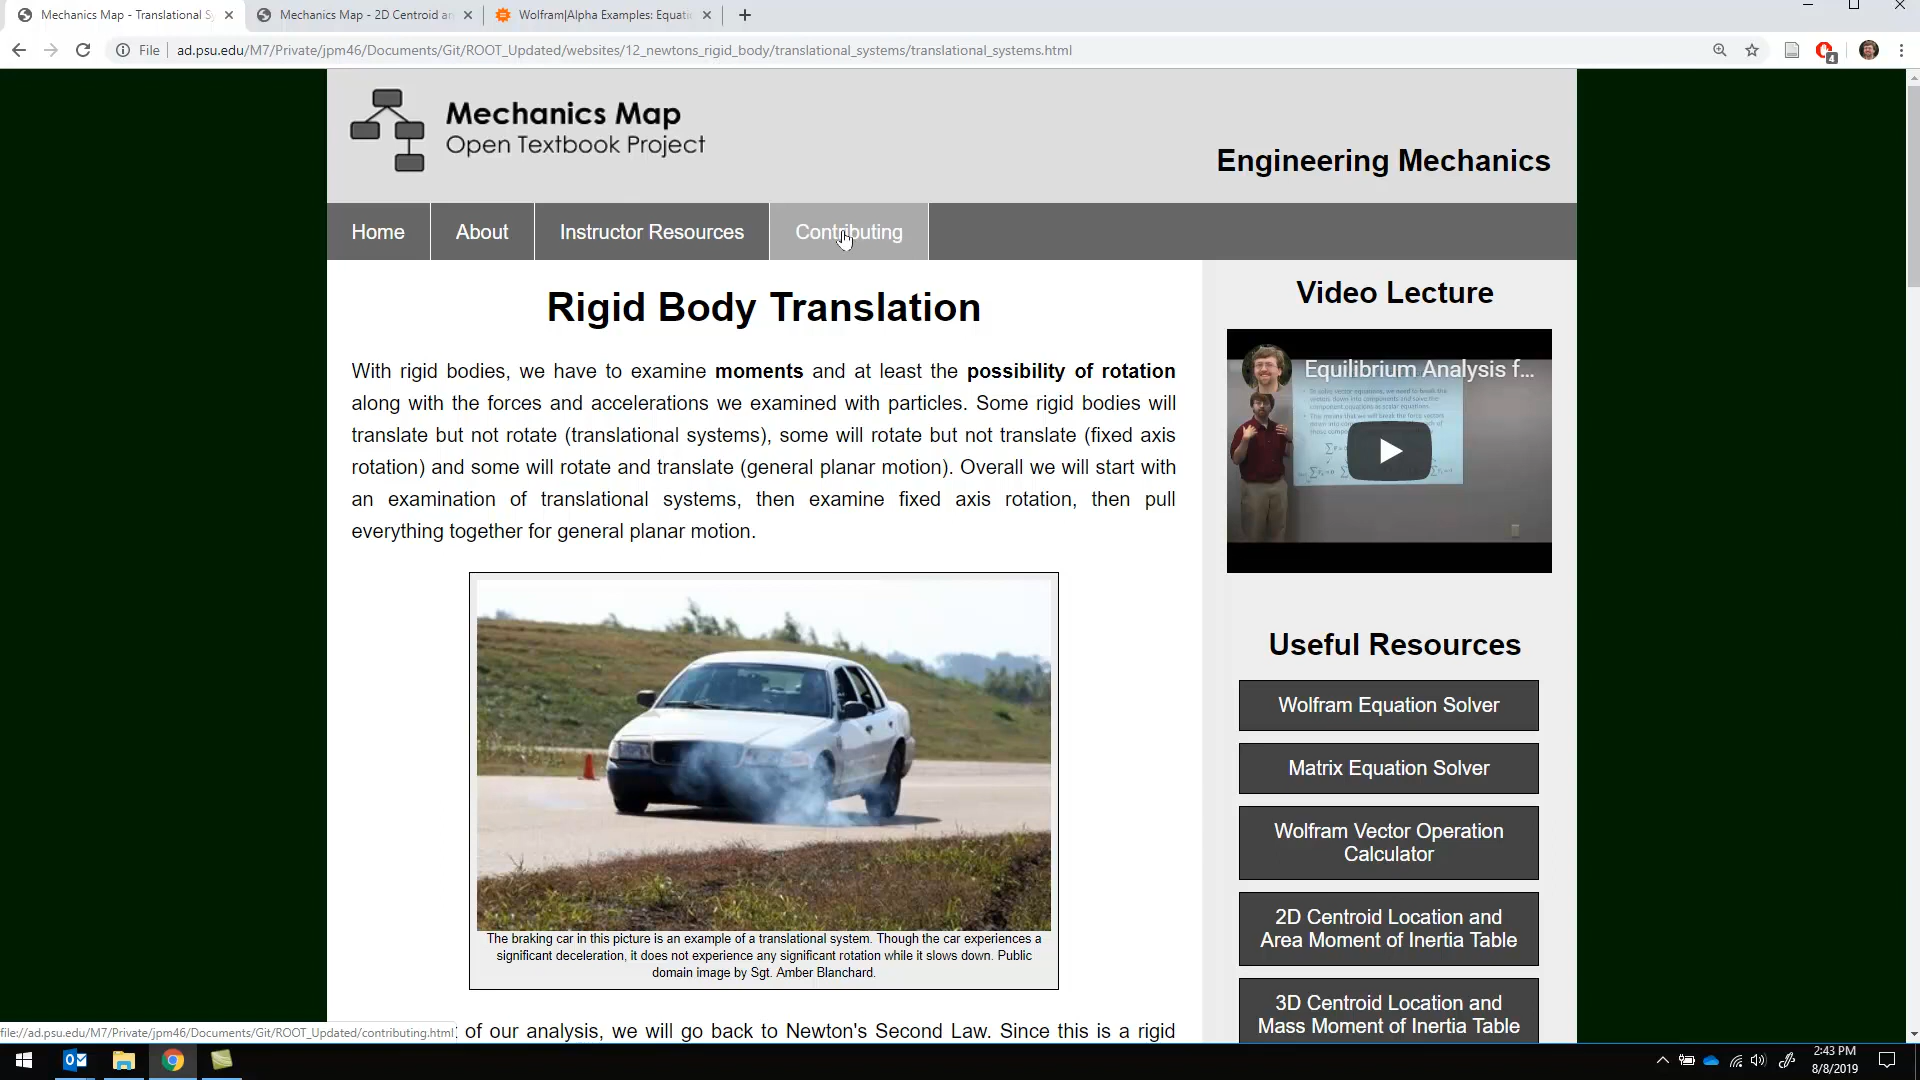 Mechanics Map - Translational S
Mechanics Map - 2D Centroid an
Wolfram|Alpha Examples: Equati
File
ad.psu.edu/M7/Private/jpm46/Documents/Git/ROOT_Updated/websites/12_newtons_rigid_body/translational_systems/translational_systems.html
4
Mechanics Map
Open Textbook Project
Engineering Mechanics
Home
About
Instructor Resources
Contributing
Rigid Body Translation
With rigid bodies, we have to examine moments and at least the possibility of rotation
along with the forces and accelerations we examined with particles. Some rigid bodies will
translate but not rotate (translational systems), some will rotate but not translate (fixed axis
rotation) and some will rotate and translate (general planar motion). Overall we will start with
an examination of translational systems, then examine fixed axis rotation, then pull
everything together for general planar motion.
The braking car in this picture is an example of a translational system. Though the car experiences a
significant deceleration, it does not experience any significant rotation while it slows down. Public
domain image by Sgt. Amber Blanchard.
of our analysis, we will go back to Newton's Second Law. Since this is a rigid
Video Lecture
Equilibrium Analysis f...
Useful Resources
Wolfram Equation Solver
Matrix Equation Solver
Wolfram Vector Operation
Calculator
2D Centroid Location and
Area Moment of Inertia Table
3D Centroid Location and
Mass Moment of Inertia Table
file://ad.psu.edu/M7/Private/jpm46/Documents/Git/ROOT_Updated/contributing.html
2:43 PM
8/8/2019